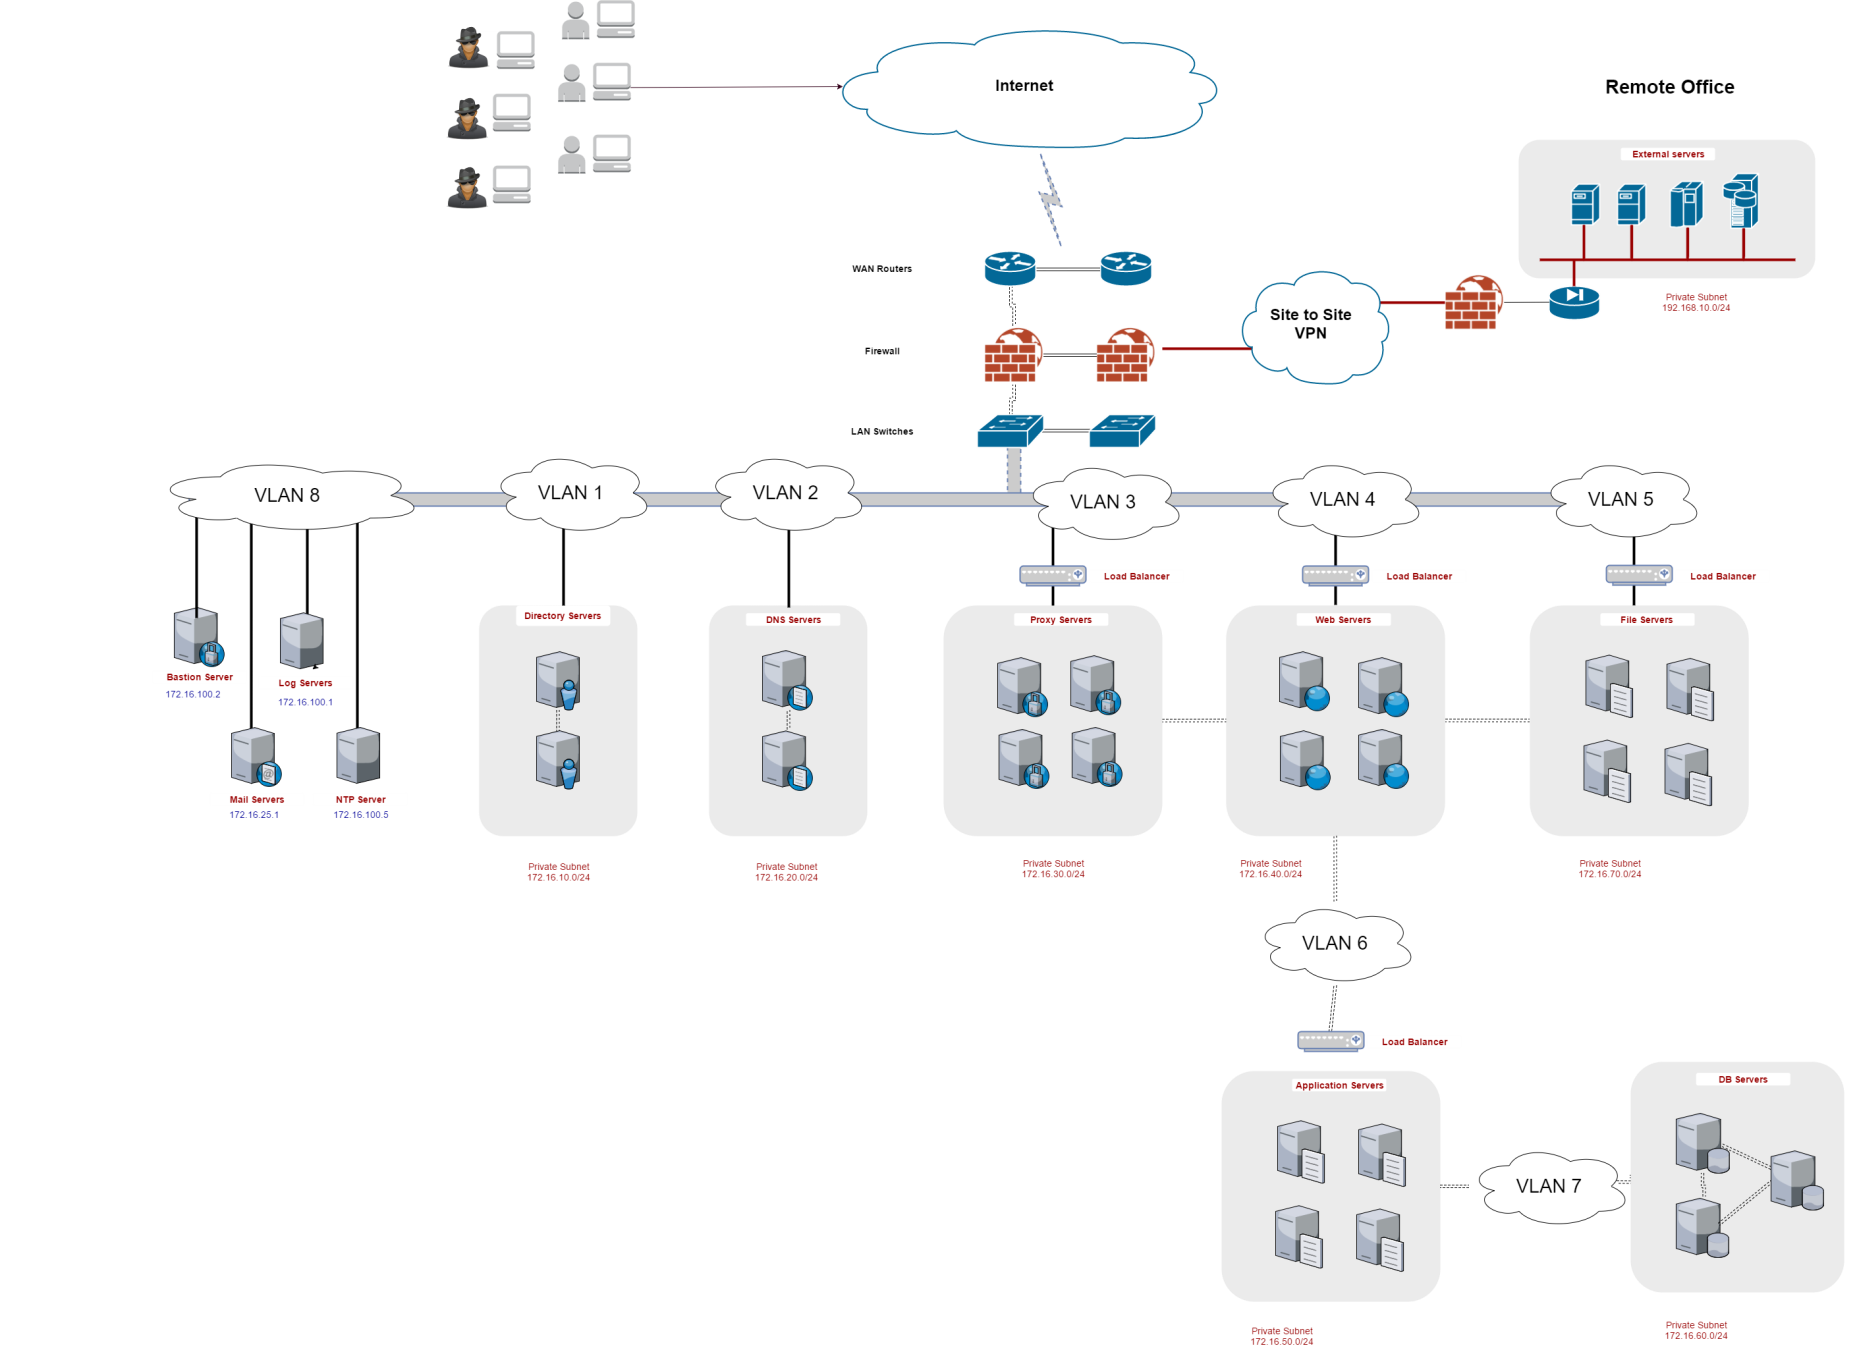 Internet
Remote Office
External servers
WAN Routers
Private Subnet
192.168.10.0/24
Site to Site
VPN
Firewall
LAN Switches
VLAN 8
VLAN 1
VLAN 2
VLAN 3
VLAN 4
VLAN 5
Load Balancer
Load Balancer
Load Balancer
Directory Servers
DNS Servers
Proxy Servers
Web Servers
File Servers
Bastion Server
172.16.100.2
Log Servers
172.16.100.1
Mail Servers
172.16.25.1
NTP Server
172.16.100.5
Private Subnet
172.16.10.0/24
Private Subnet
172.16.20.0/24
Private Subnet
172.16.30.0/24
Private Subnet
172.16.40.0/24
Private Subnet
172.16.70.0/24
VLAN 6
Load Balancer
Application Servers
DB Servers
VLAN 7
Private Subnet
172.16.50.0/24
Private Subnet
172.16.60.0/24